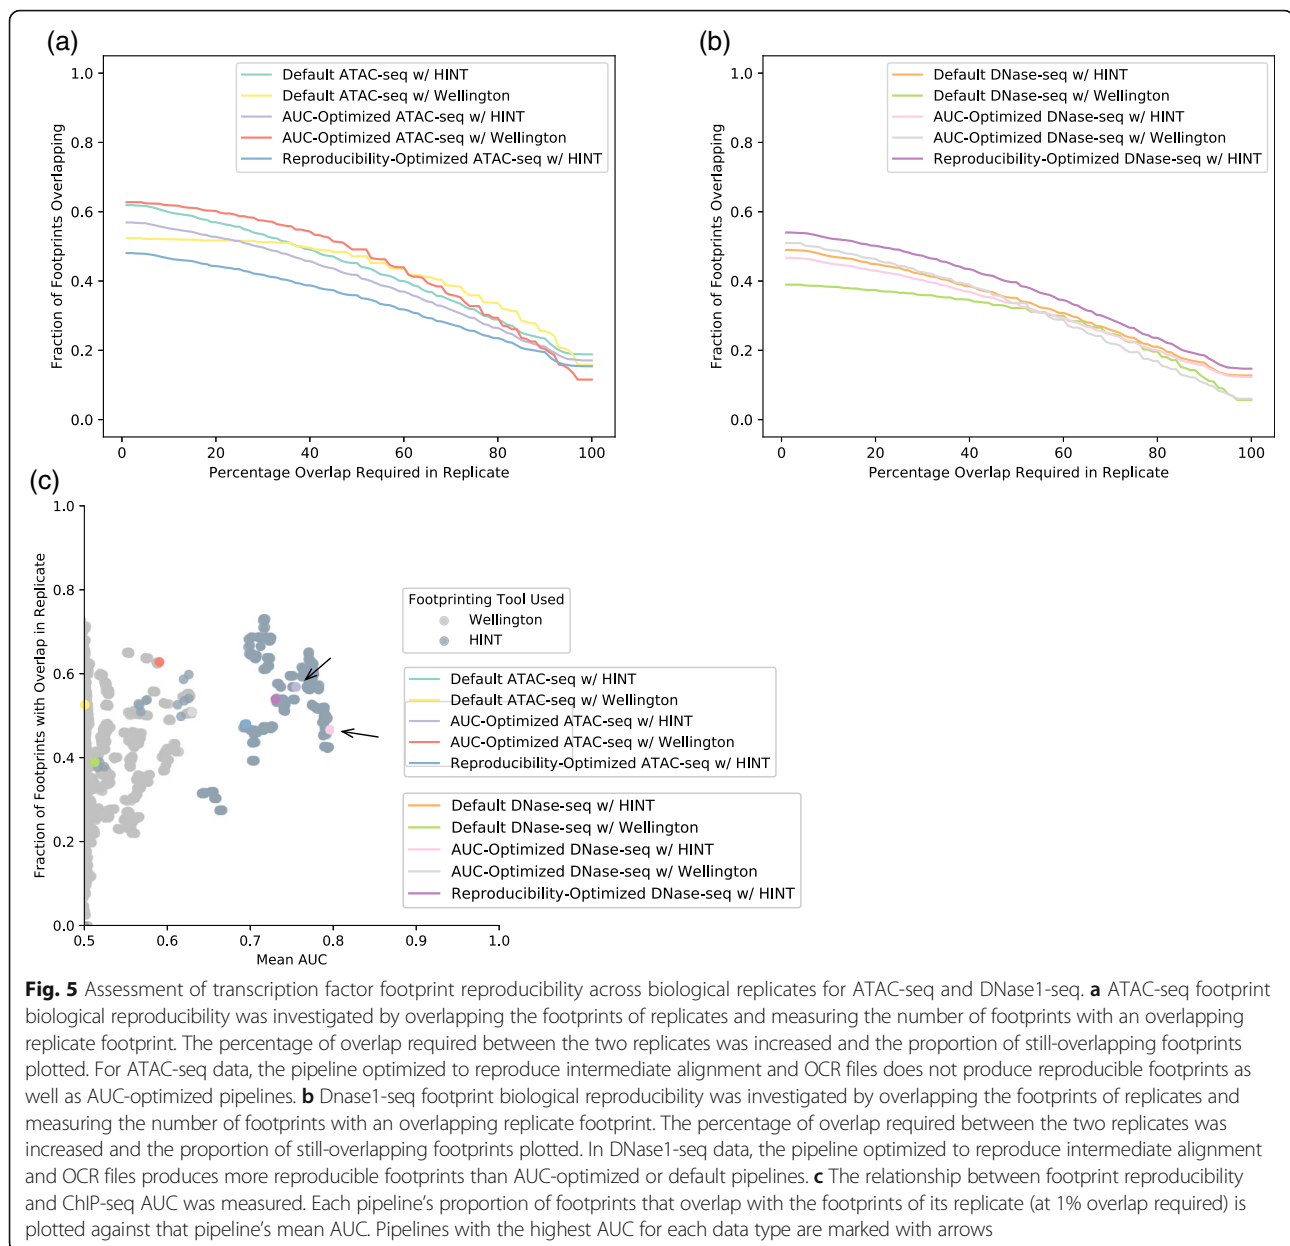 (a)
1.0
0.8
0.6
0.4
0.2
0.0
Fraction of Footprints Overlapping
Default ATAC-seq w/ HINT
Default ATAC-seq w/ Wellington
AUC-Optimized ATAC-seq w/ HINT
AUC-Optimized ATAC-seq w/ Wellington
Reproducibility-Optimized ATAC-seq w/ HINT
0 20 40 60 80 100
Percentage Overlap Required in Replicate
(b)
1.0
0.8
0.6
0.4
0.2
0.0
Fraction of Footprints Overlapping
Default DNase-seq w/ HINT
Default DNase-seq w/ Wellington
AUC-Optimized DNase-seq w/ HINT
AUC-Optimized DNase-seq w/ Wellington
Reproducibility-Optimized DNase-seq w/ HINT
0 20 40 60 80 100
Percentage Overlap Required in Replicate
(c)
1.0
0.8
0.6
0.4
0.2
0.0
Fraction of Footprints with Overlap in Replicate
Footprinting Tool Used
Wellington
HINT
Default ATAC-seq w/ HINT
Default ATAC-seq w/ Wellington
AUC-Optimized ATAC-seq w/ HINT
AUC-Optimized ATAC-seq w/ Wellington
Reproducibility-Optimized ATAC-seq w/ HINT
Default DNase-seq w/ HINT
Default DNase-seq w/ Wellington
AUC-Optimized DNase-seq w/ HINT
AUC-Optimized DNase-seq w/ Wellington
Reproducibility-Optimized DNase-seq w/ HINT
0.5 0.6 0.7 0.8 0.9 1.0
Mean AUC
Fig. 5 Assessment of transcription factor footprint reproducibility across biological replicates for ATAC-seq and DNase1-seq. a ATAC-seq footprint
biological reproducibility was investigated by overlapping the footprints of replicates and measuring the number of footprints with an overlapping
replicate footprint. The percentage of overlap required between the two replicates was increased and the proportion of still-overlapping footprints
plotted. For ATAC-seq data, the pipeline optimized to reproduce intermediate alignment and OCR files does not produce reproducible footprints as
well as AUC-optimized pipelines. b Dnase1-seq footprint biological reproducibility was investigated by overlapping the footprints of replicates and
measuring the number of footprints with an overlapping replicate footprint. The percentage of overlap required between the two replicates was
increased and the proportion of still-overlapping footprints plotted. In DNase1-seq data, the pipeline optimized to reproduce intermediate alignment
and OCR files produces more reproducible footprints than AUC-optimized or default pipelines. c The relationship between footprint reproducibility
and ChIP-seq AUC was measured. Each pipeline's proportion of footprints that overlap with the footprints of its replicate (at 1% overlap required) is
plotted against that pipeline's mean AUC. Pipelines with the highest AUC for each data type are marked with arrows